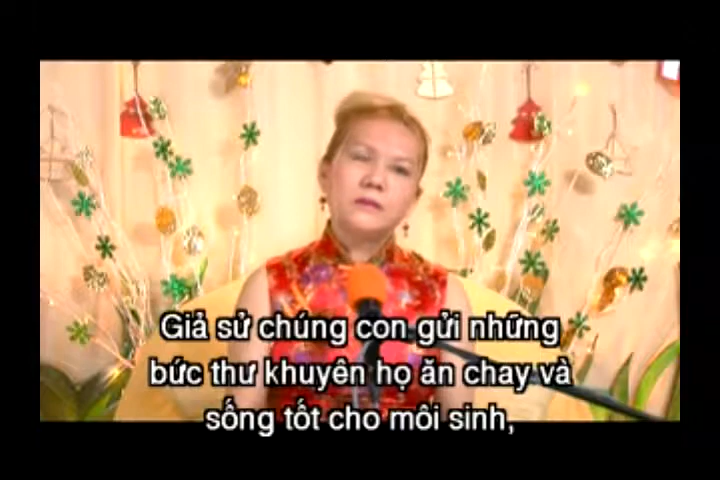 Giả sử chúng con gửi những
bức thư khuyên họ ăn chay và
sống tốt cho môi sinh,